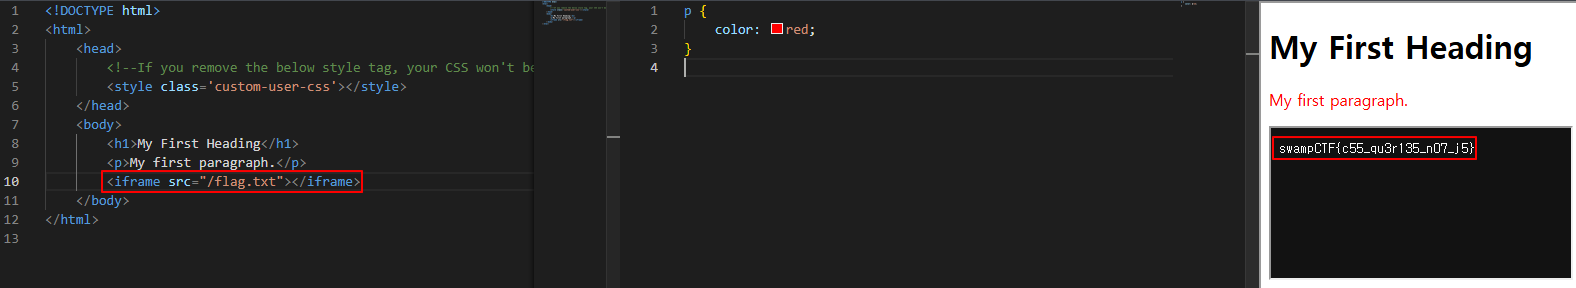 1 <!DOCTYPE html>
2 <html>
3 <head>
4 <!--If you remove the below style tag, your CSS won't be
5 <style class='custom-user-css'></style>
6 </head>
7 <body>
8 <h1>My First Heading</h1>
9 <p>My first paragraph.</p>
10 <iframe src="/flag.txt"></iframe>
11 </body>
12 </html>
13
1 p {
2 color: red;
3 }
4
My First Heading
My first paragraph.
swampCTF{c55_qu3r135_n07_j5}